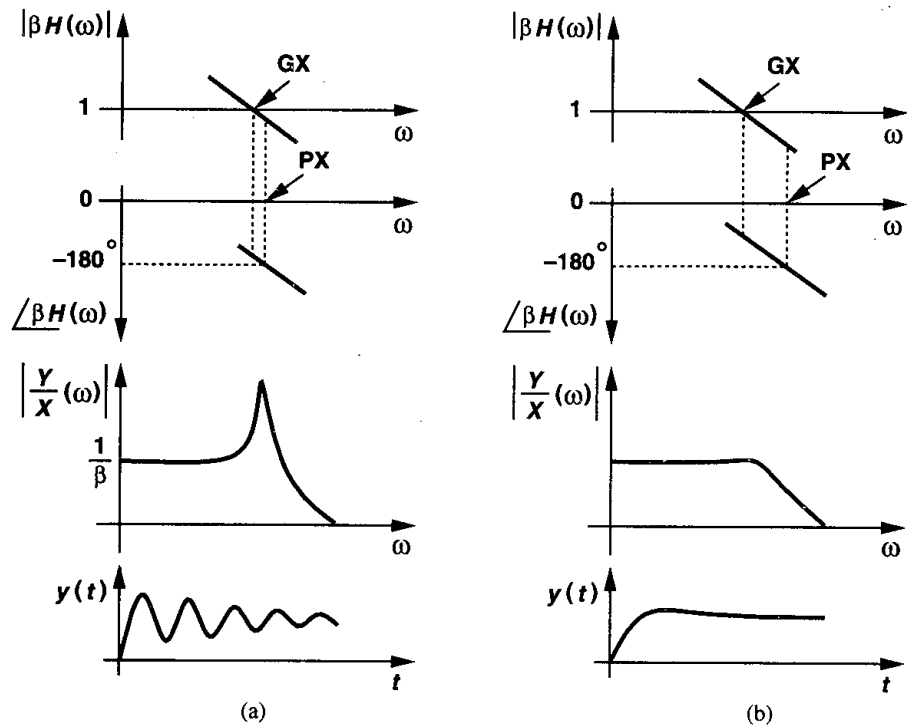 |βH(ω)|
GX
1
ω
PX
0
ω
−180°
∠βH(ω)
|Y/X (ω)|
1/β
ω
y(t)
t
(a)
|βH(ω)|
GX
1
ω
PX
0
ω
−180°
∠βH(ω)
|Y/X (ω)|
ω
y(t)
t
(b)